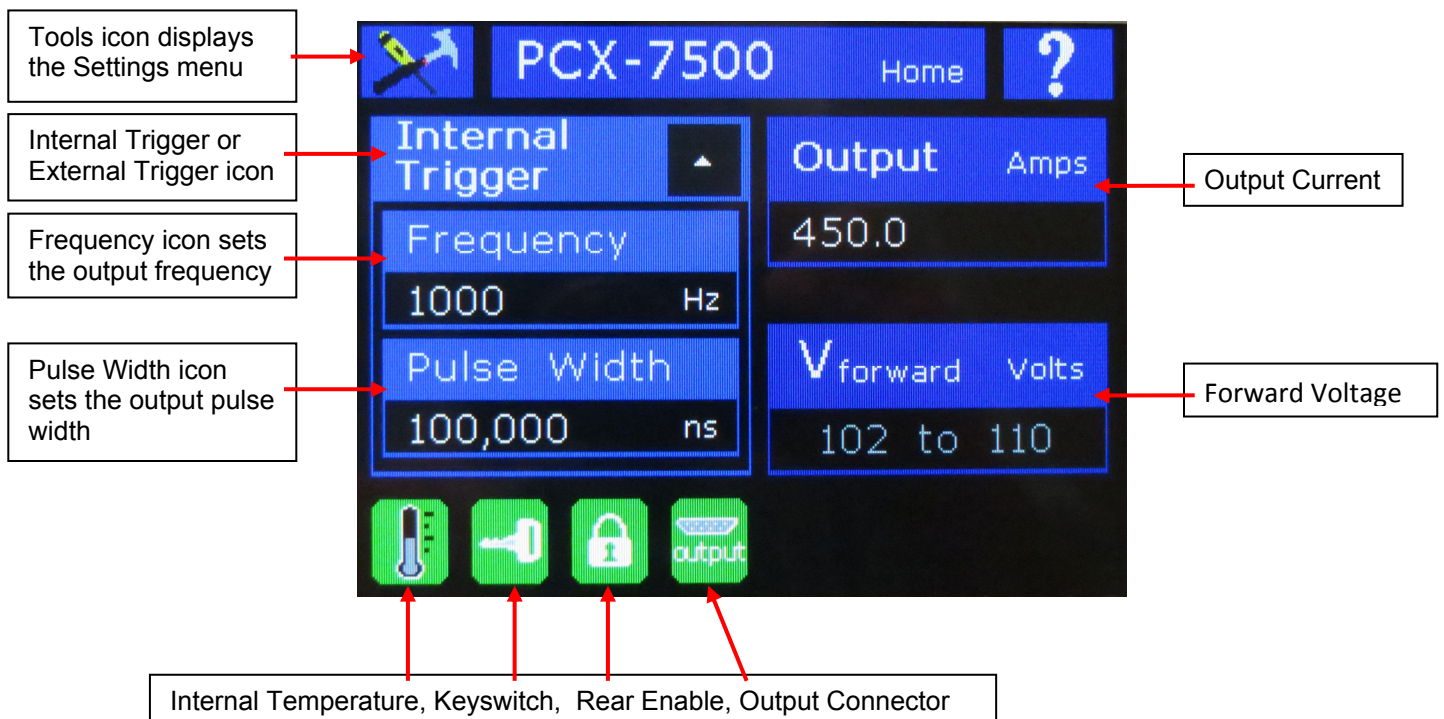 Tools icon displays
the Settings menu
PCX-7500 Home ?
Internal Trigger or
External Trigger icon
Internal
Trigger
Output Amps
450.0
Output Current
Frequency icon sets
the output frequency
Frequency
1000 Hz
Pulse Width icon
sets the output pulse
width
Pulse Width
100,000 ns
Vforward Volts
102 to 110
Forward Voltage
output
Internal Temperature, Keyswitch, Rear Enable, Output Connector